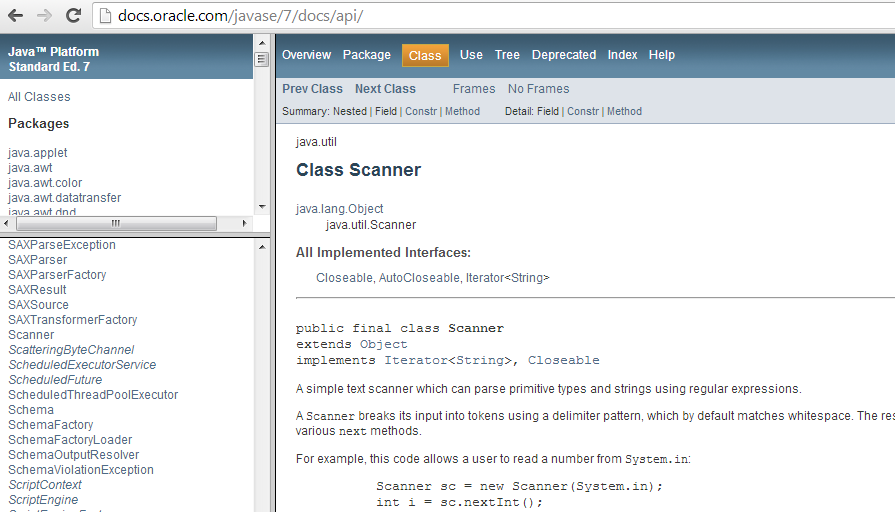 docs.oracle.com/javase/7/docs/api/
Java™ Platform
Standard Ed. 7
All Classes
Packages
java.applet
java.awt
java.awt.color
java.awt.datatransfer
java.awt.dnd
SAXParseException
SAXParser
SAXParserFactory
SAXResult
SAXSource
SAXTransformerFactory
Scanner
ScatteringByteChannel
ScheduledExecutorService
ScheduledFuture
ScheduledThreadPoolExecutor
Schema
SchemaFactory
SchemaFactoryLoader
SchemaOutputResolver
SchemaViolationException
ScriptContext
ScriptEngine
Overview Package Class Use Tree Deprecated Index Help
Prev Class Next Class Frames No Frames
Summary: Nested | Field | Constr | Method Detail: Field | Constr | Method
java.util
Class Scanner
java.lang.Object
java.util.Scanner
All Implemented Interfaces:
Closeable, AutoCloseable, Iterator<String>
public final class Scanner
extends Object
implements Iterator<String>, Closeable
A simple text scanner which can parse primitive types and strings using regular expressions.
A Scanner breaks its input into tokens using a delimiter pattern, which by default matches whitespace. The res
various next methods.
For example, this code allows a user to read a number from System.in:
Scanner sc = new Scanner(System.in);
int i = sc.nextInt();